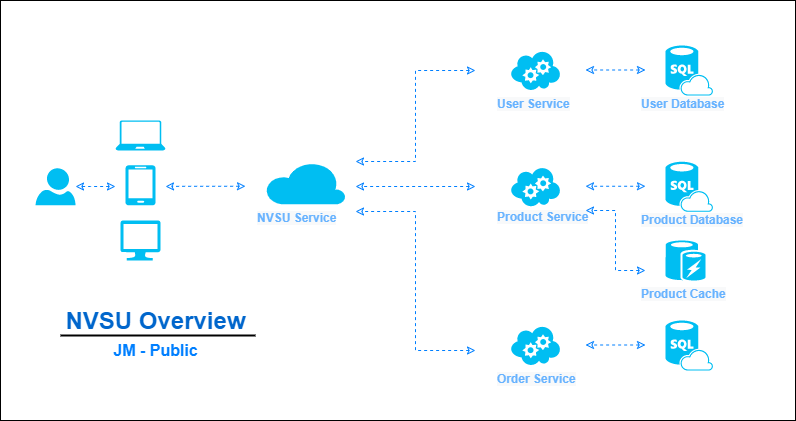 SQL
User Service
User Database
SQL
NVSU Service
Product Service
Product Database
Product Cache
NVSU Overview
JM - Public
SQL
Order Service